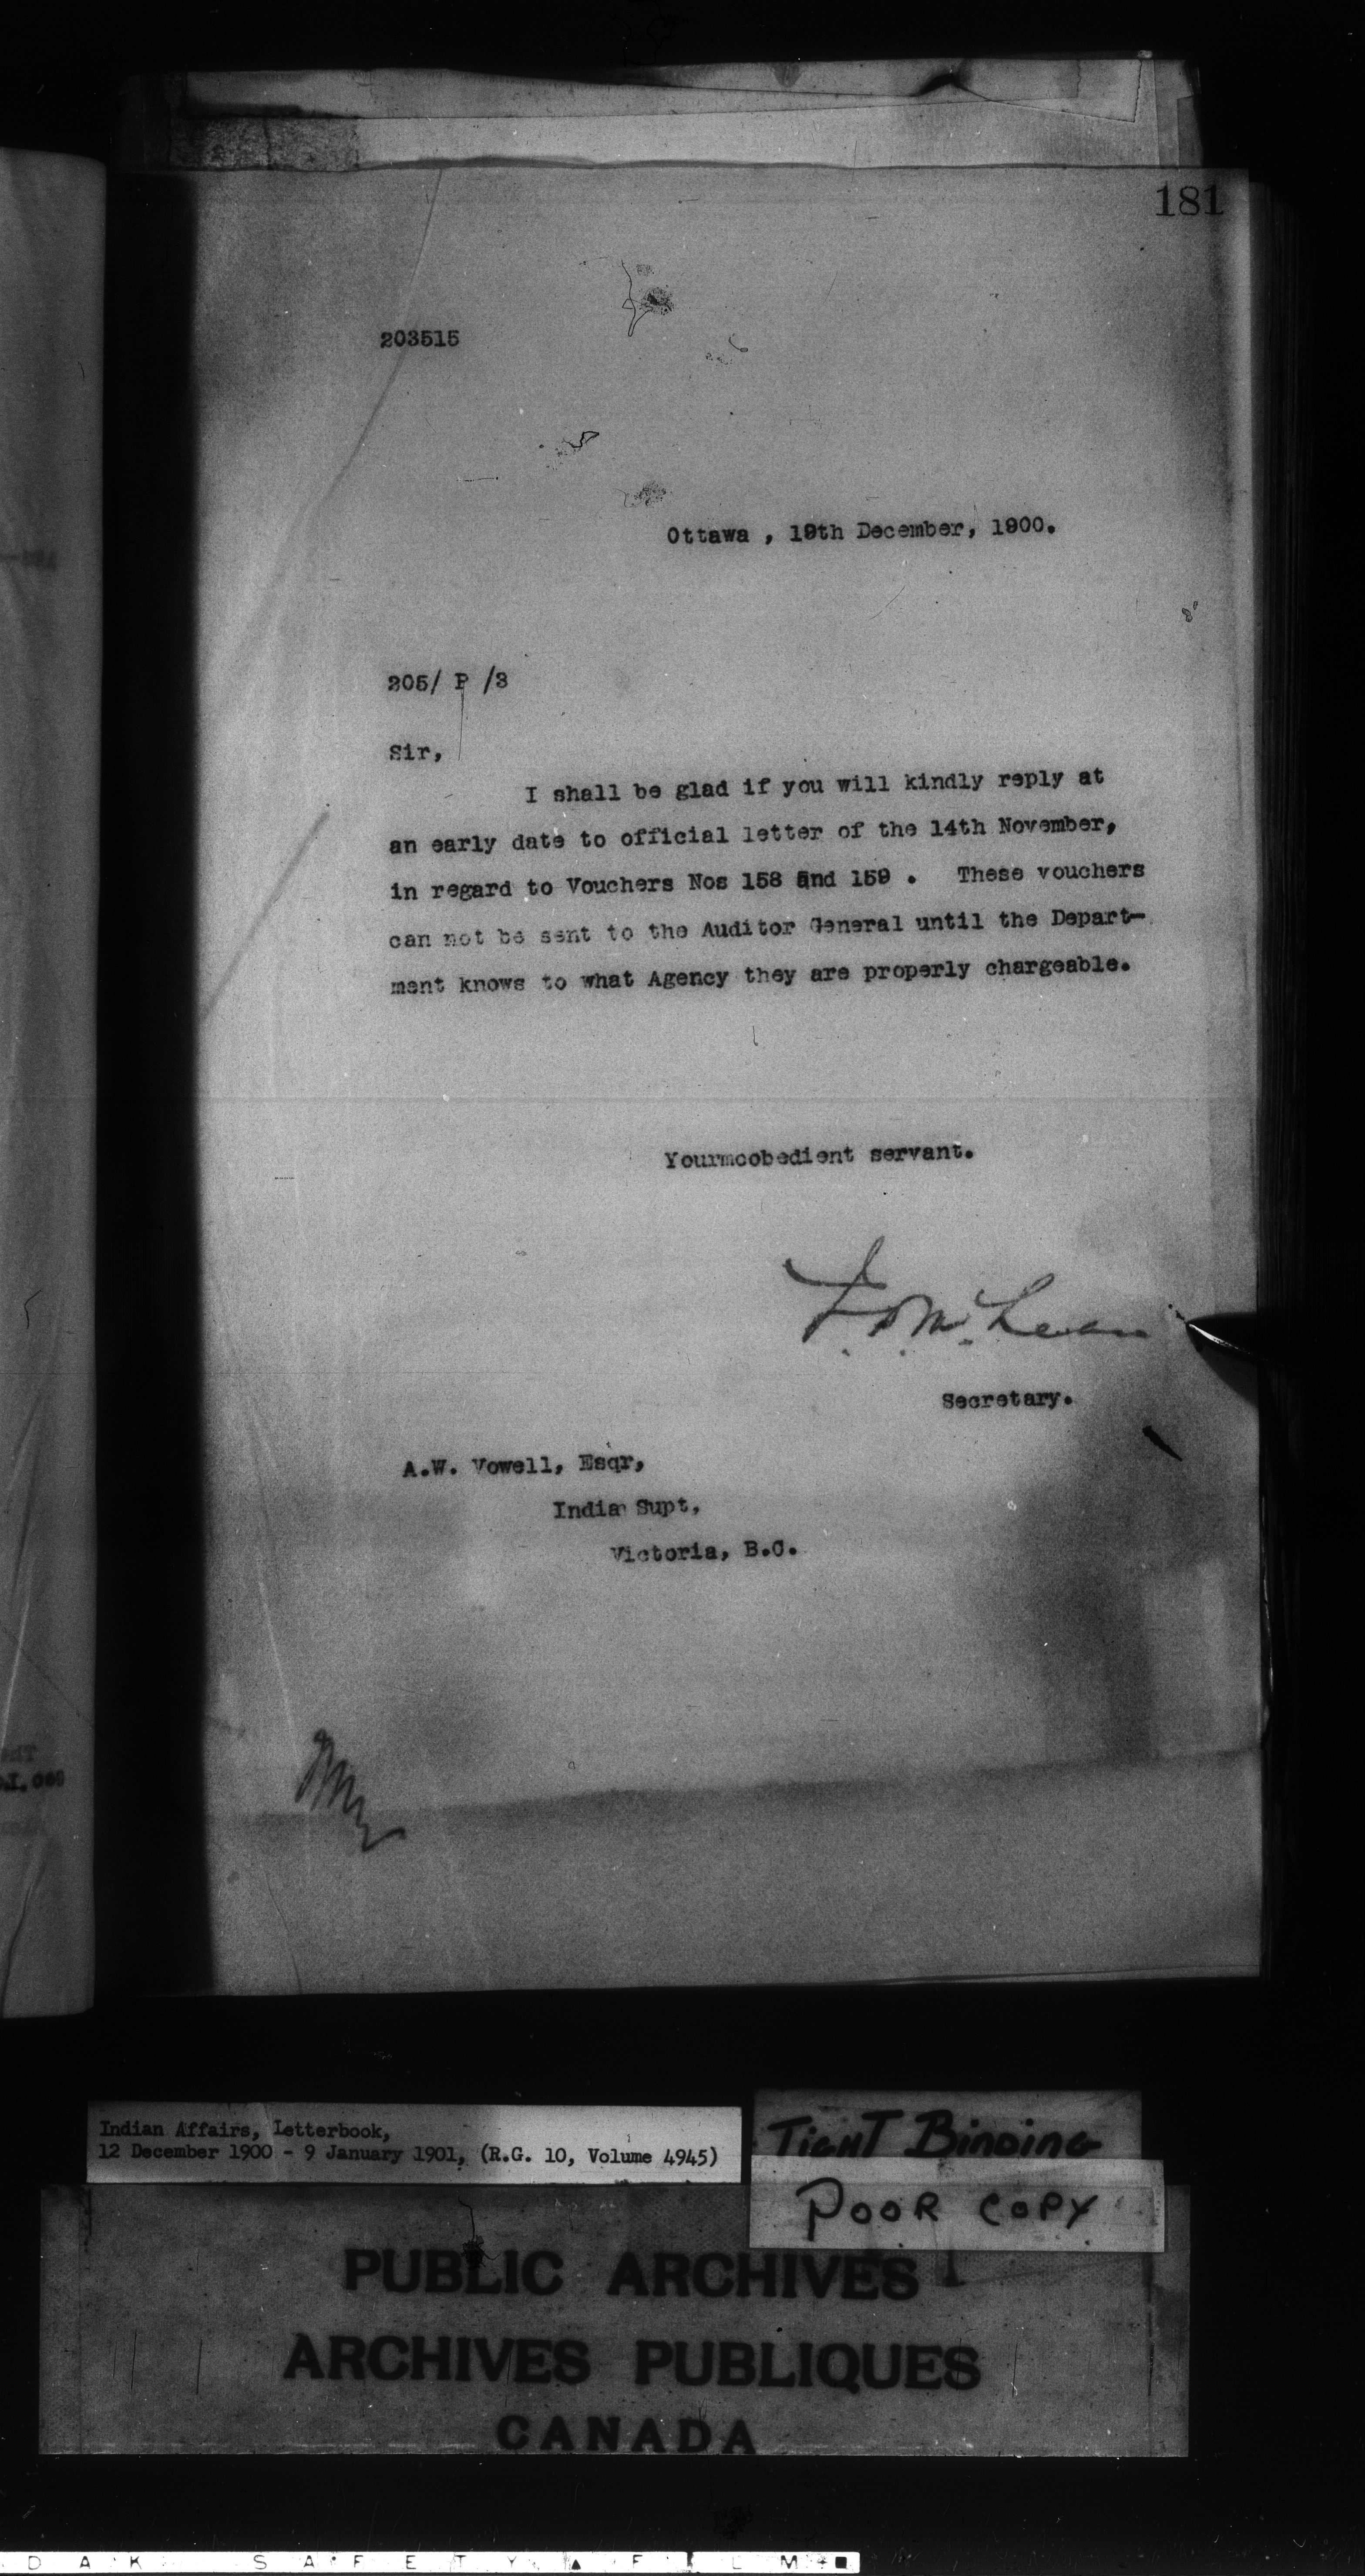 181
203515
Ottawa , 19th December, 1900.
205/ P /3
Sir,
I shall be glad if you will kindly reply at
an early date to official letter of the 14th November,
in regard to Vouchers Nos 158 and 159 .   These vouchers
can not be sent to the Auditor General until the Depart-
ment knows to what Agency they are properly chargeable.
Yourmcobedient servant.
J.D. McLean
Secretary.
A.W. Vowell, Esqr,
India Supt,
Victoria, B.C.
Indian Affairs, Letterbook,
12 December 1900 - 9 January 1901, (R.G. 10, Volume 4945)
TIGHT BINDING
POOR COPY
PUBLIC ARCHIVES
ARCHIVES PUBLIQUES
CANADA
DAK SAFETY FILM